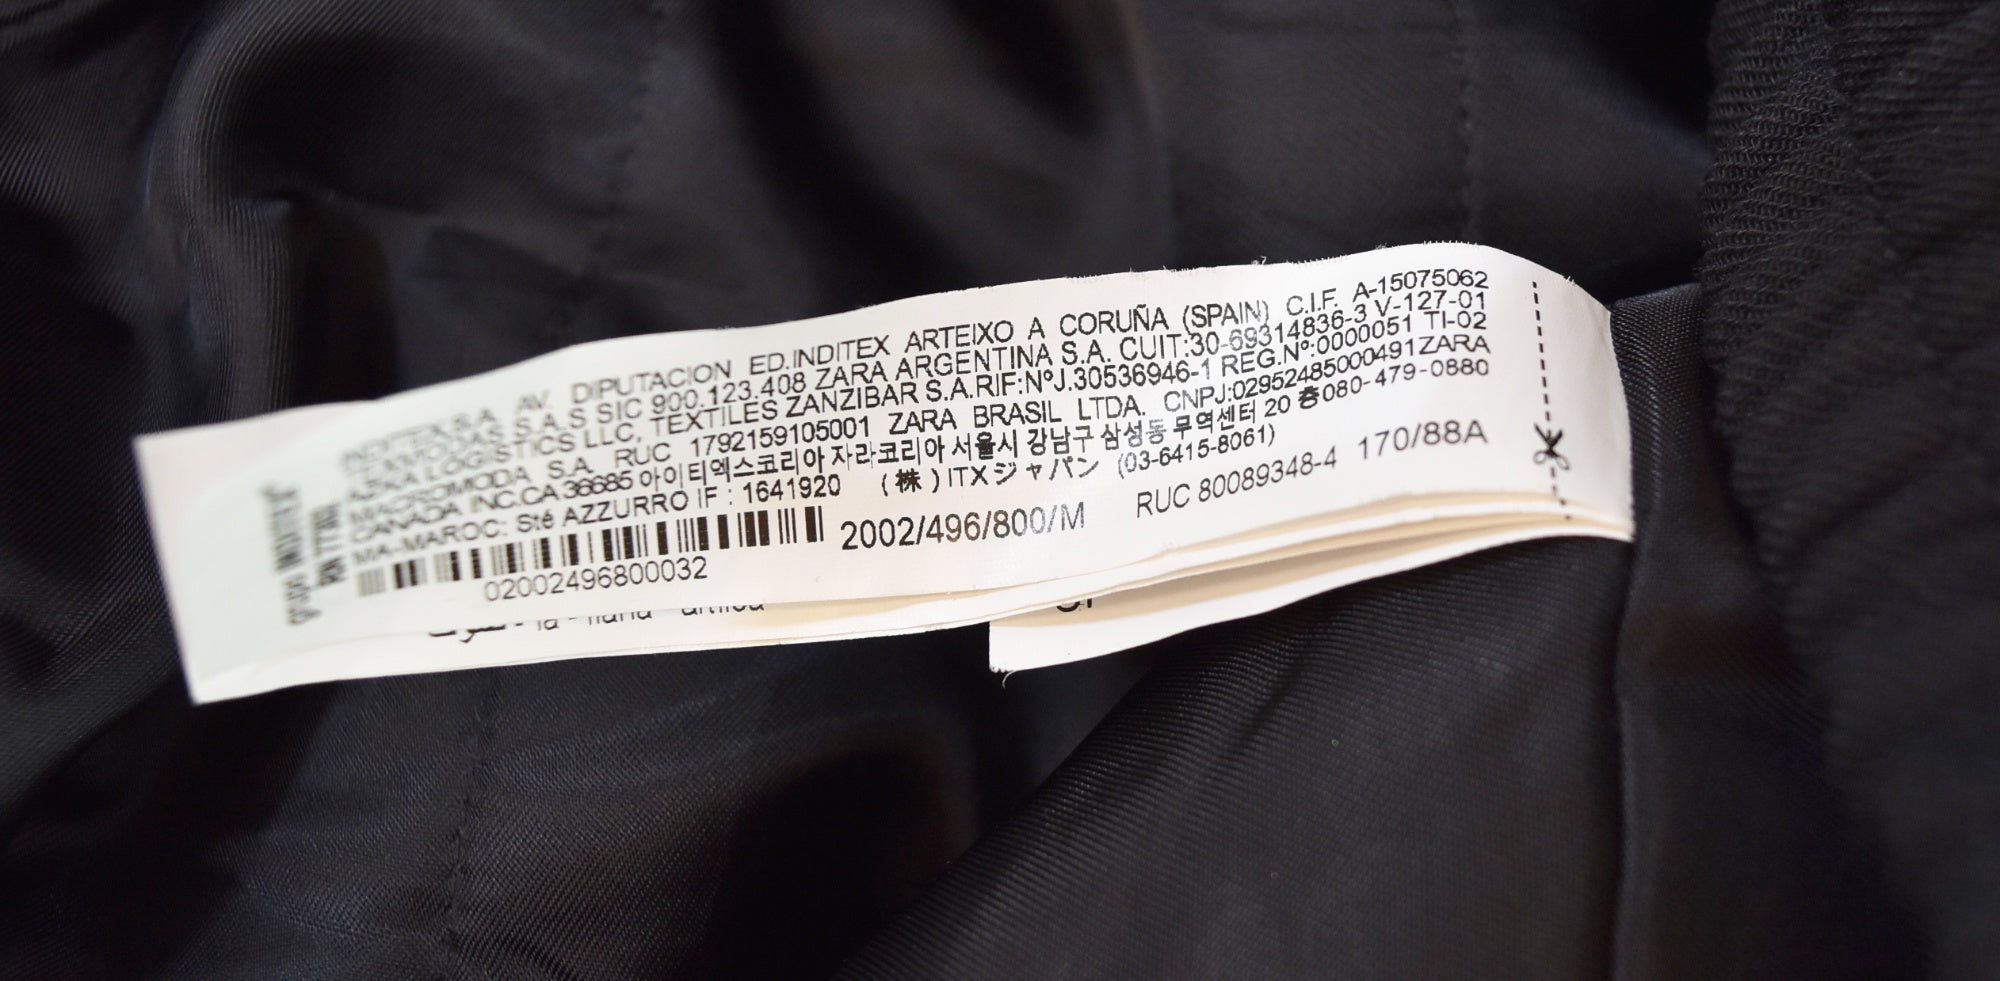 INDITEX,S.A. AV. DIPUTACION ED.INDITEX ARTEIXO A CORUÑA (SPAIN) C.I.F. A-15075062
S.A.S SIC 900.123.408 ZARA ARGENTINA S.A. CUIT:30-69314836-3 V-127-01
LOGISTICS LLC, TEXTILES ZANZIBAR S.A.RIF:NºJ.30536946-1 REG.Nº:0000051 TI-02
MACROMODA S.A. RUC 1792159105001 ZARA BRASIL LTDA. CNPJ:02952485000491ZARA
CANADA INC.CA 36685 아이티엑스코리아 자라코리아 서울시 강남구 삼성동 무역센터 20 층080-479-0880
MA-MAROC: Sté AZZURRO IF : 1641920 (株)ITXジャパン (03-6415-8061)
2002/496/800/M RUC 80089348-4 170/88A
02002496800032